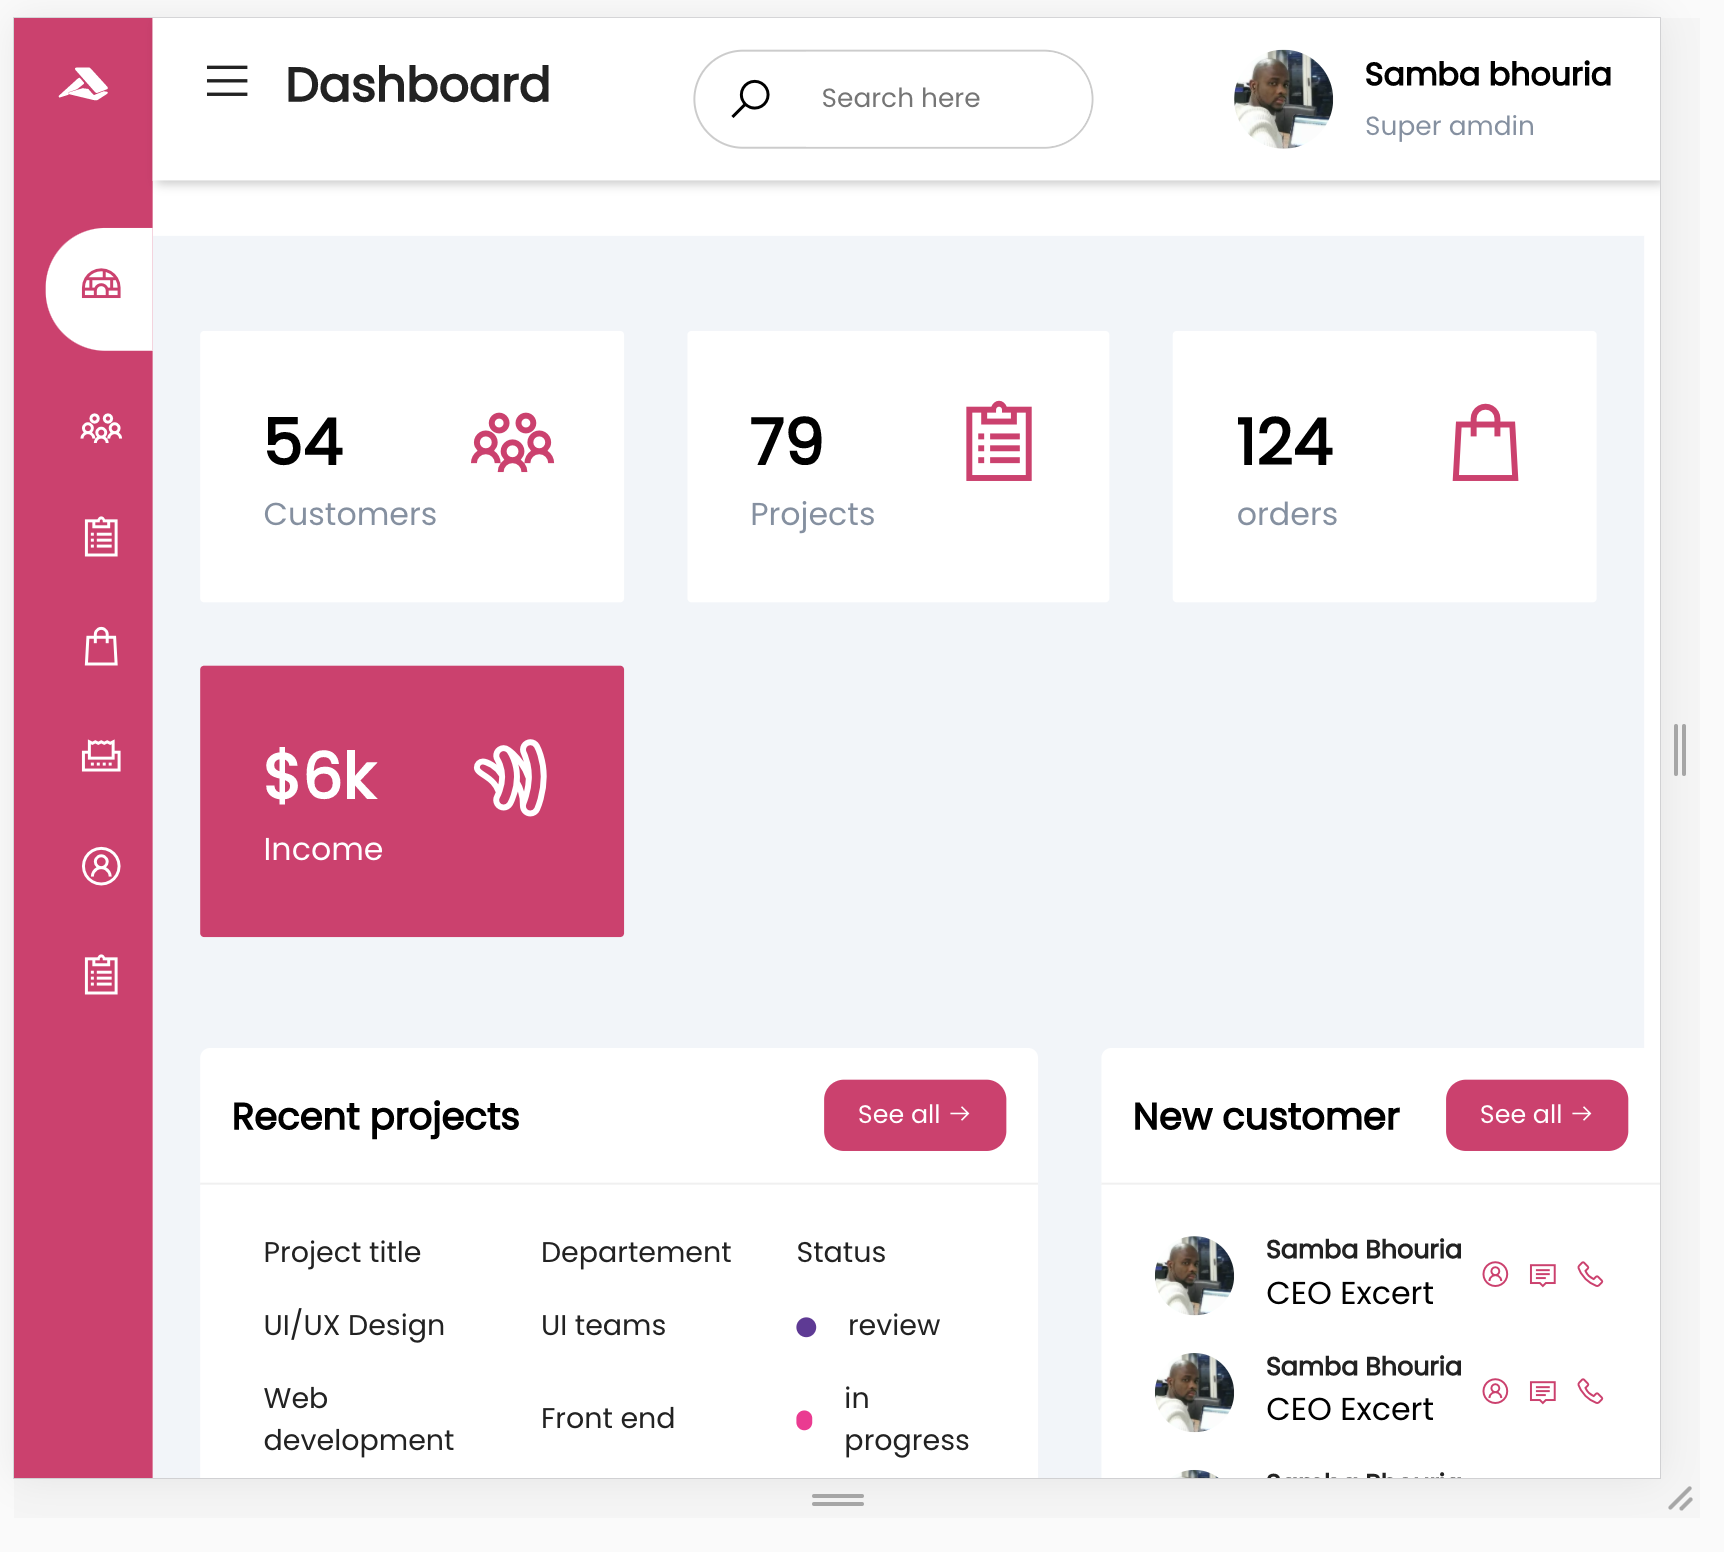 Dashboard
Search here
Samba bhouria
Super amdin
54
Customers
79
Projects
124
orders
$6k
Income
Recent projects
See all →
Project title Departement Status
UI/UX Design UI teams review
Web development Front end in progress
New customer
See all →
Samba Bhouria
CEO Excert
Samba Bhouria
CEO Excert